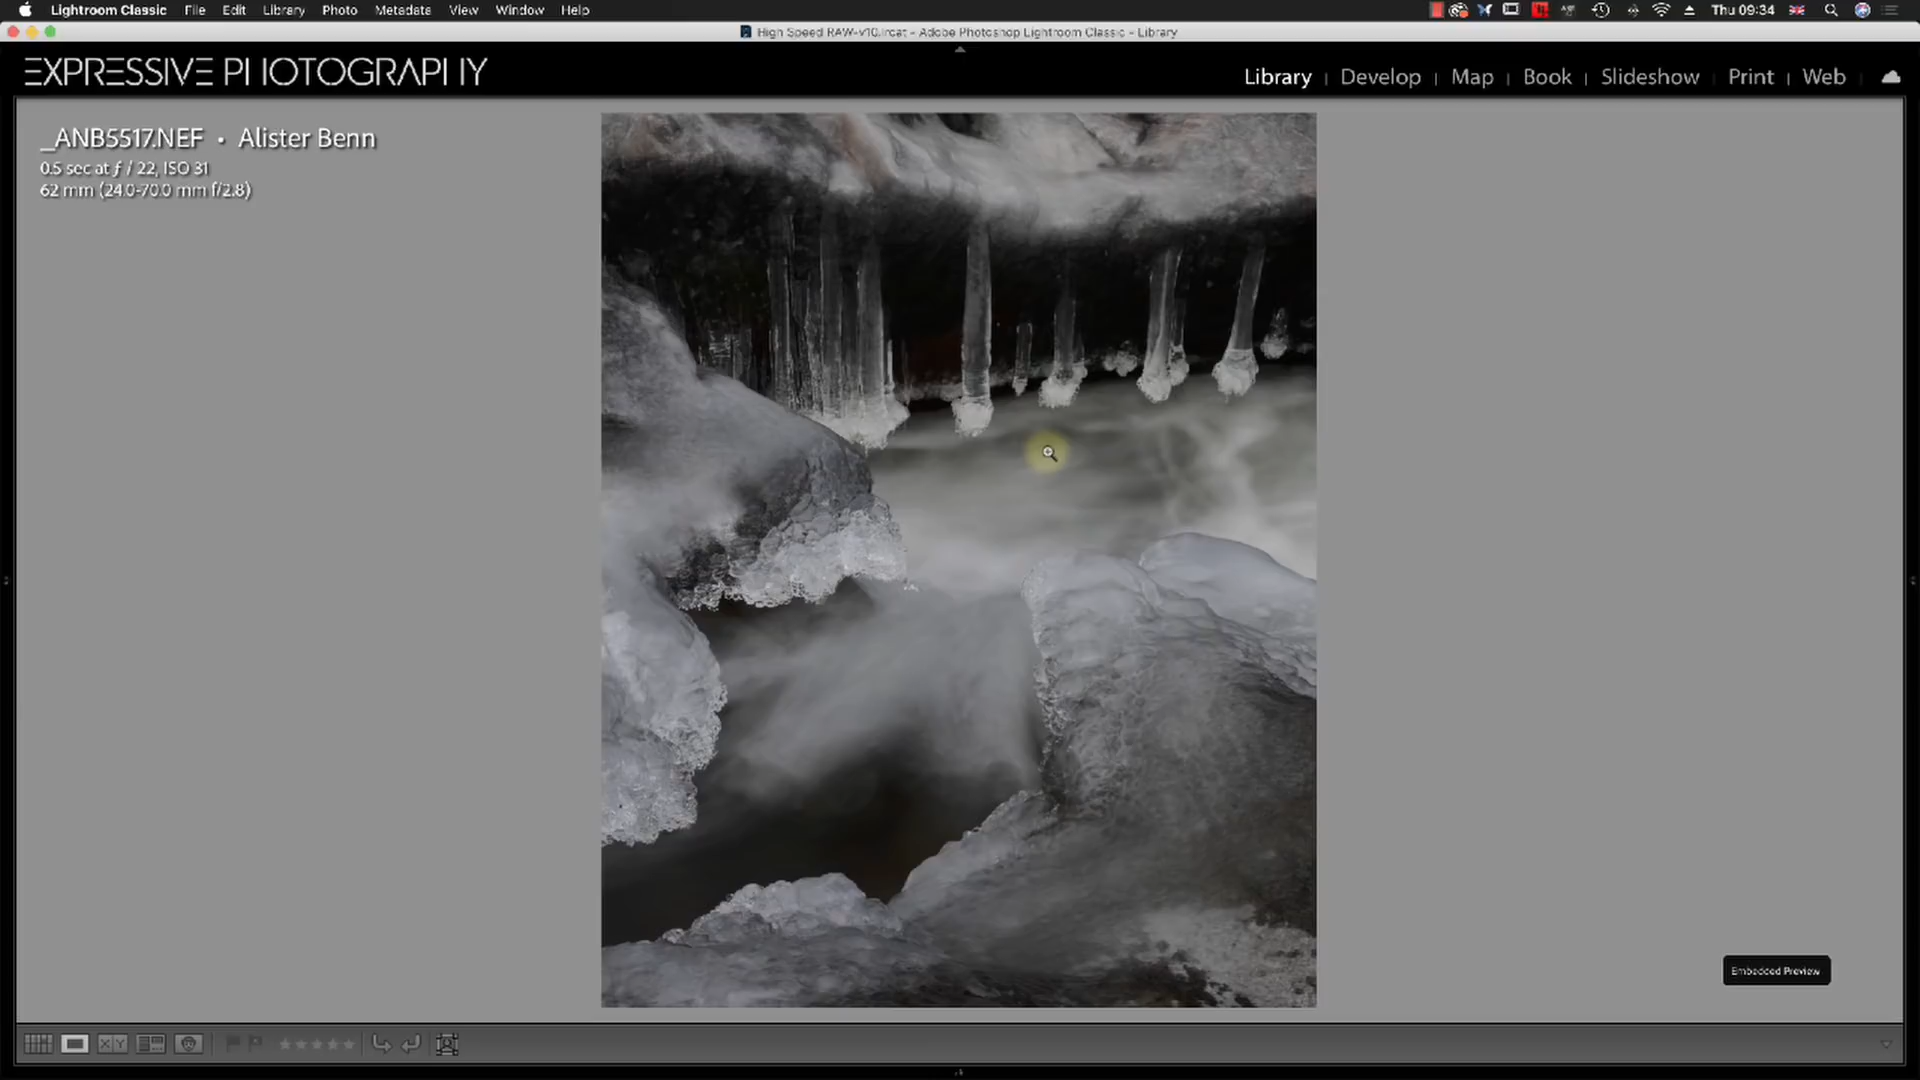 Lightroom Classic File Edit Library Photo Metadata View Window Help Thu 09:34
High Speed RAW-v10.lrcat - Adobe Photoshop Lightroom Classic - Library
EXPRESSIVE PHOTOGRAPHY
Library | Develop | Map | Book | Slideshow | Print | Web
_ANB5517.NEF • Alister Benn
0.5 sec at ƒ / 22, ISO 31
62 mm (24.0-70.0 mm f/2.8)
Embedded Preview
XY